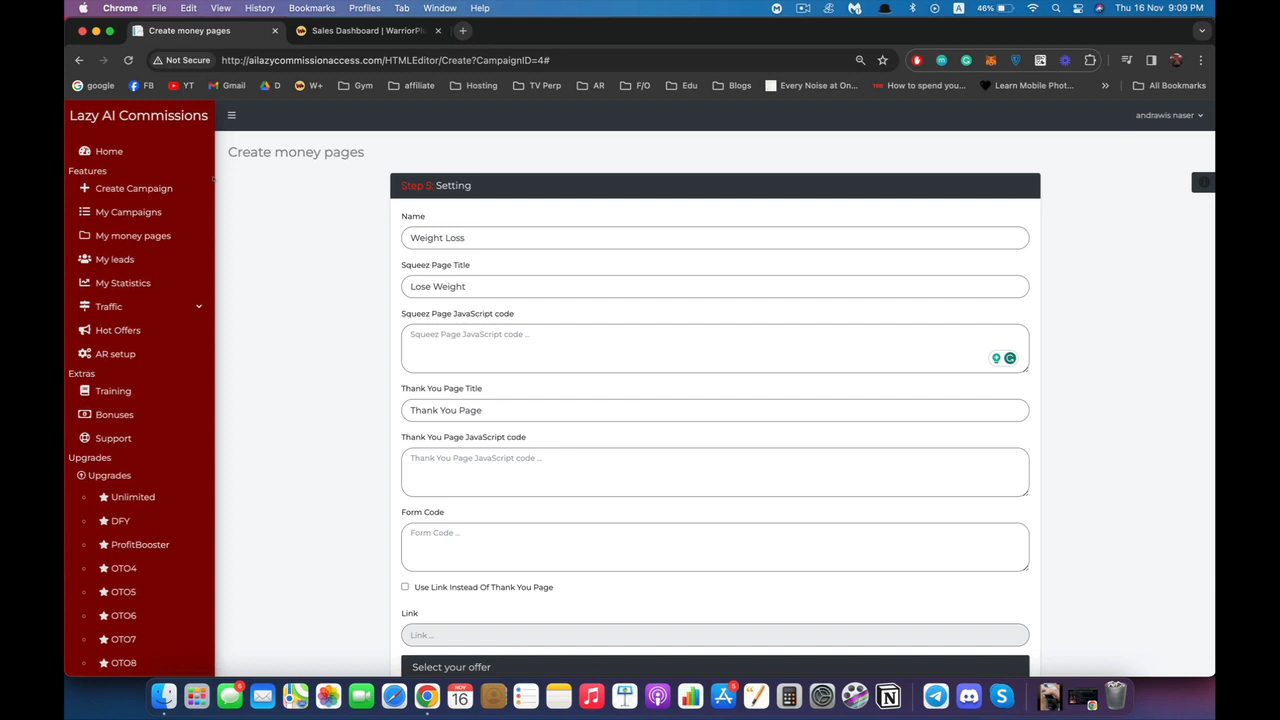 Chrome File Edit View History Bookmarks Profiles Tab Window Help 46% Thu 16 Nov 9:09 PM
Create money pages Sales Dashboard | WarriorPlu
Not Secure http://ailazycommissionaccess.com/HTMLEditor/Create?CampaignID=4#
google FB YT Gmail D W+ Gym affiliate Hosting TV Perp AR F/O Edu Blogs Every Noise at On... How to spend you... Learn Mobile Phot... All Bookmarks
Lazy AI Commissions
andrawis naser
Home
Features
Create Campaign
My Campaigns
My money pages
My leads
My Statistics
Traffic
Hot Offers
AR setup
Extras
Training
Bonuses
Support
Upgrades
Upgrades
Unlimited
DFY
ProfitBooster
OTO4
OTO5
OTO6
OTO7
OTO8
Create money pages
Step 5: Setting
Name
Weight Loss
Squeez Page Title
Lose Weight
Squeez Page JavaScript code
Squeez Page JavaScript code ...
Thank You Page Title
Thank You Page
Thank You Page JavaScript code
Thank You Page JavaScript code ...
Form Code
Form Code ...
Use Link Instead Of Thank You Page
Link
Link ...
Select your offer